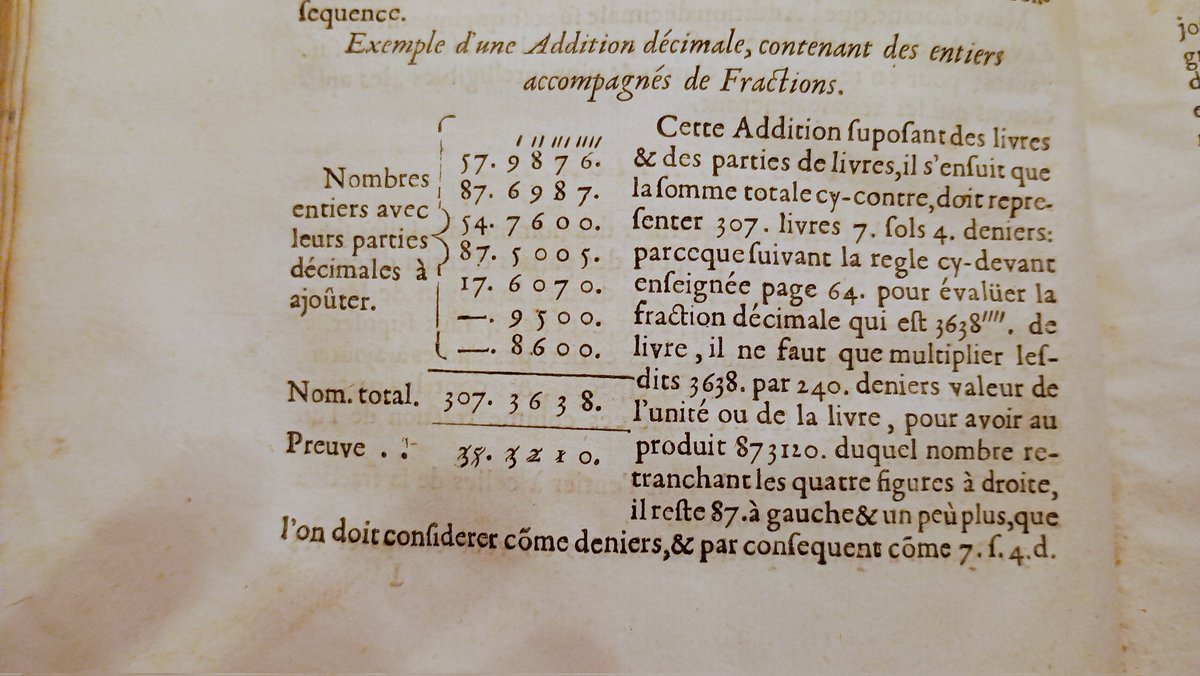 ſequence.
Exemple d'une Addition décimale, contenant des entiers
accompagnés de Fractions.
Nombres
entiers avec
leurs parties
décimales à
ajoûter.
ı ıı ııı ıııı
57. 9 8 7 6.
87. 6 9 8 7.
54. 7 6 0 0.
87. 5 0 0 5.
17. 6 0 7 0.
—. 9 5 0 0.
—. 8 6 0 0.
Nom. total. 307. 3 6 3 8.
Preuve . . 35. 3 2 1 0.
Cette Addition ſupoſant des livres
& des parties de livres, il s'enſuit que
la ſomme totale cy-contre, doit repre-
ſenter 307. livres 7. ſols 4. deniers:
parceque ſuivant la regle cy-devant
enſeignée page 64. pour évalüer la
fraction décimale qui eſt 3638''''. de
livre, il ne faut que multiplier leſ-
dits 3638. par 240. deniers valeur de
l'unité ou de la livre, pour avoir au
produit 873120. duquel nombre re-
tranchant les quatre figures à droite,
il reſte 87. à gauche & un peù plus, que
l'on doit conſiderer cõme deniers, & par conſequent cõme 7. ſ. 4. d.
jo